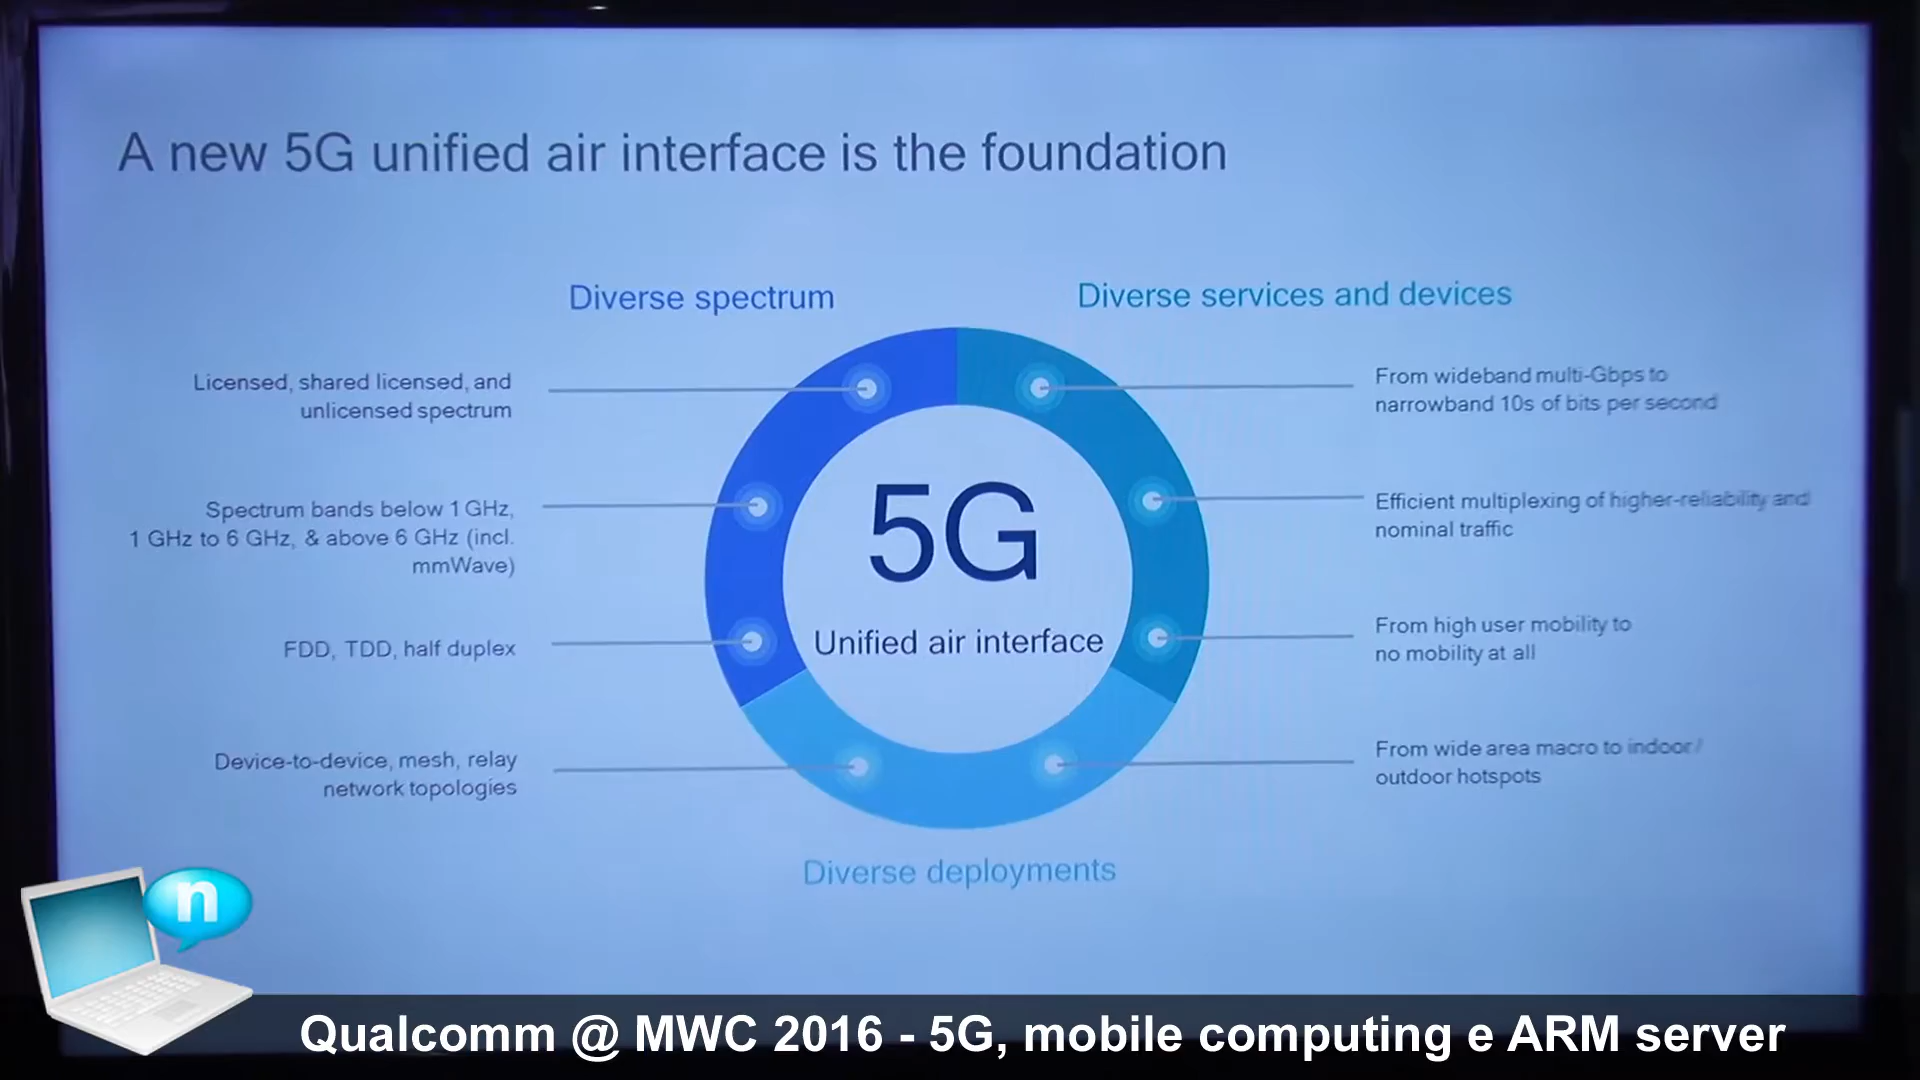 A new 5G unified air interface is the foundation
Diverse spectrum
Diverse services and devices
Licensed, shared licensed, and
unlicensed spectrum
Spectrum bands below 1 GHz,
1 GHz to 6 GHz, & above 6 GHz (incl.
mmWave)
FDD, TDD, half duplex
Device-to-device, mesh, relay
network topologies
5G
Unified air interface
From wideband multi-Gbps to
narrowband 10s of bits per second
Efficient multiplexing of higher-reliability and
nominal traffic
From high user mobility to
no mobility at all
From wide area macro to indoor/
outdoor hotspots
Diverse deployments
n
Qualcomm @ MWC 2016 - 5G, mobile computing e ARM server